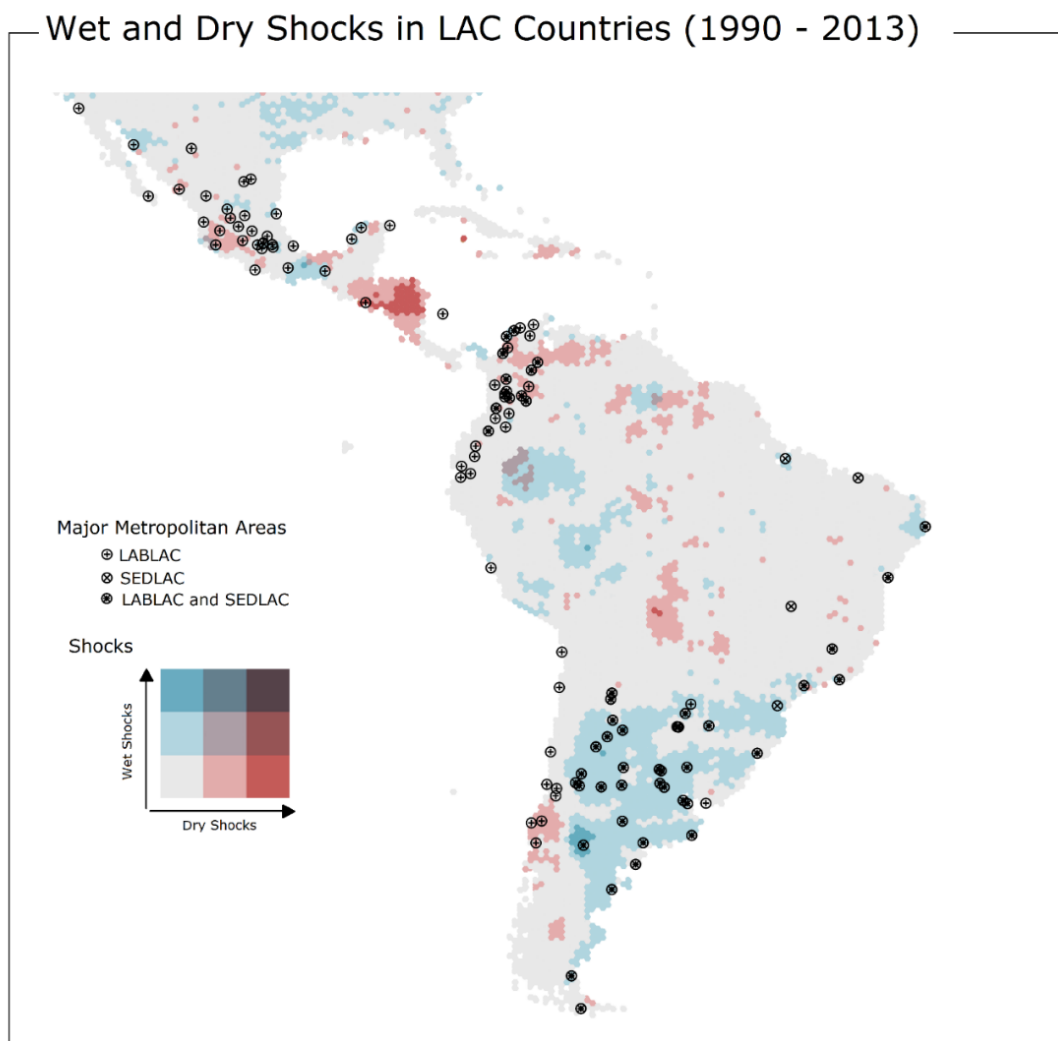 Wet and Dry Shocks in LAC Countries (1990 - 2013)
Major Metropolitan Areas
LABLAC
SEDLAC
LABLAC and SEDLAC
Shocks
Wet Shocks
Dry Shocks